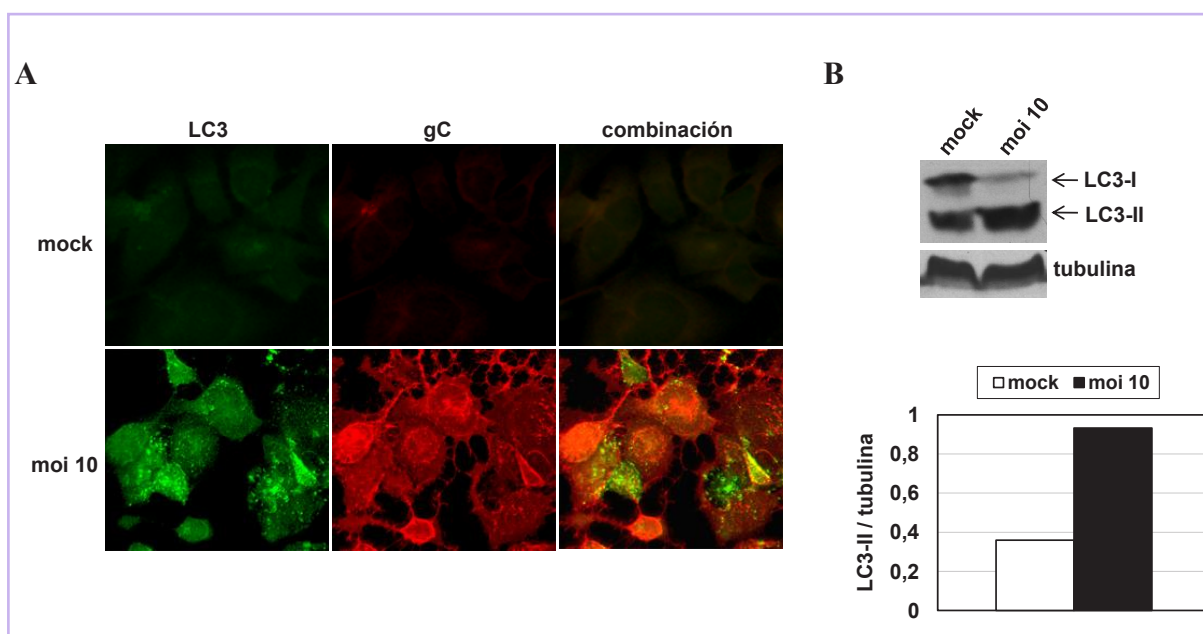 A
LC3 gC combinación
mock
moi 10
B
mock moi 10
LC3-I
LC3-II
tubulina
mock moi 10
LC3-II / tubulina
1
0,8
0,6
0,4
0,2
0